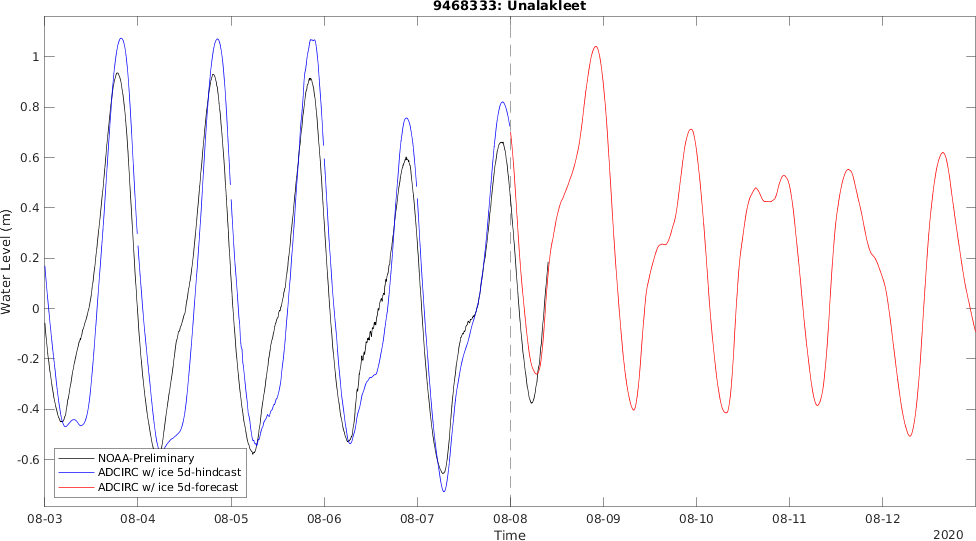 9468333: Unalakleet
Water Level (m)
1
0.8
0.6
0.4
0.2
0
-0.2
-0.4
-0.6
NOAA-Preliminary
ADCIRC w/ ice 5d-hindcast
ADCIRC w/ ice 5d-forecast
08-03 08-04 08-05 08-06 08-07 08-08 08-09 08-10 08-11 08-12
Time
2020